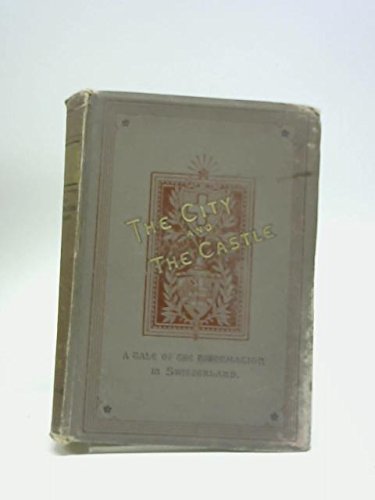 THE CITY
AND
THE CASTLE
A TALE OF THE REFORMATION
IN SWITZERLAND.